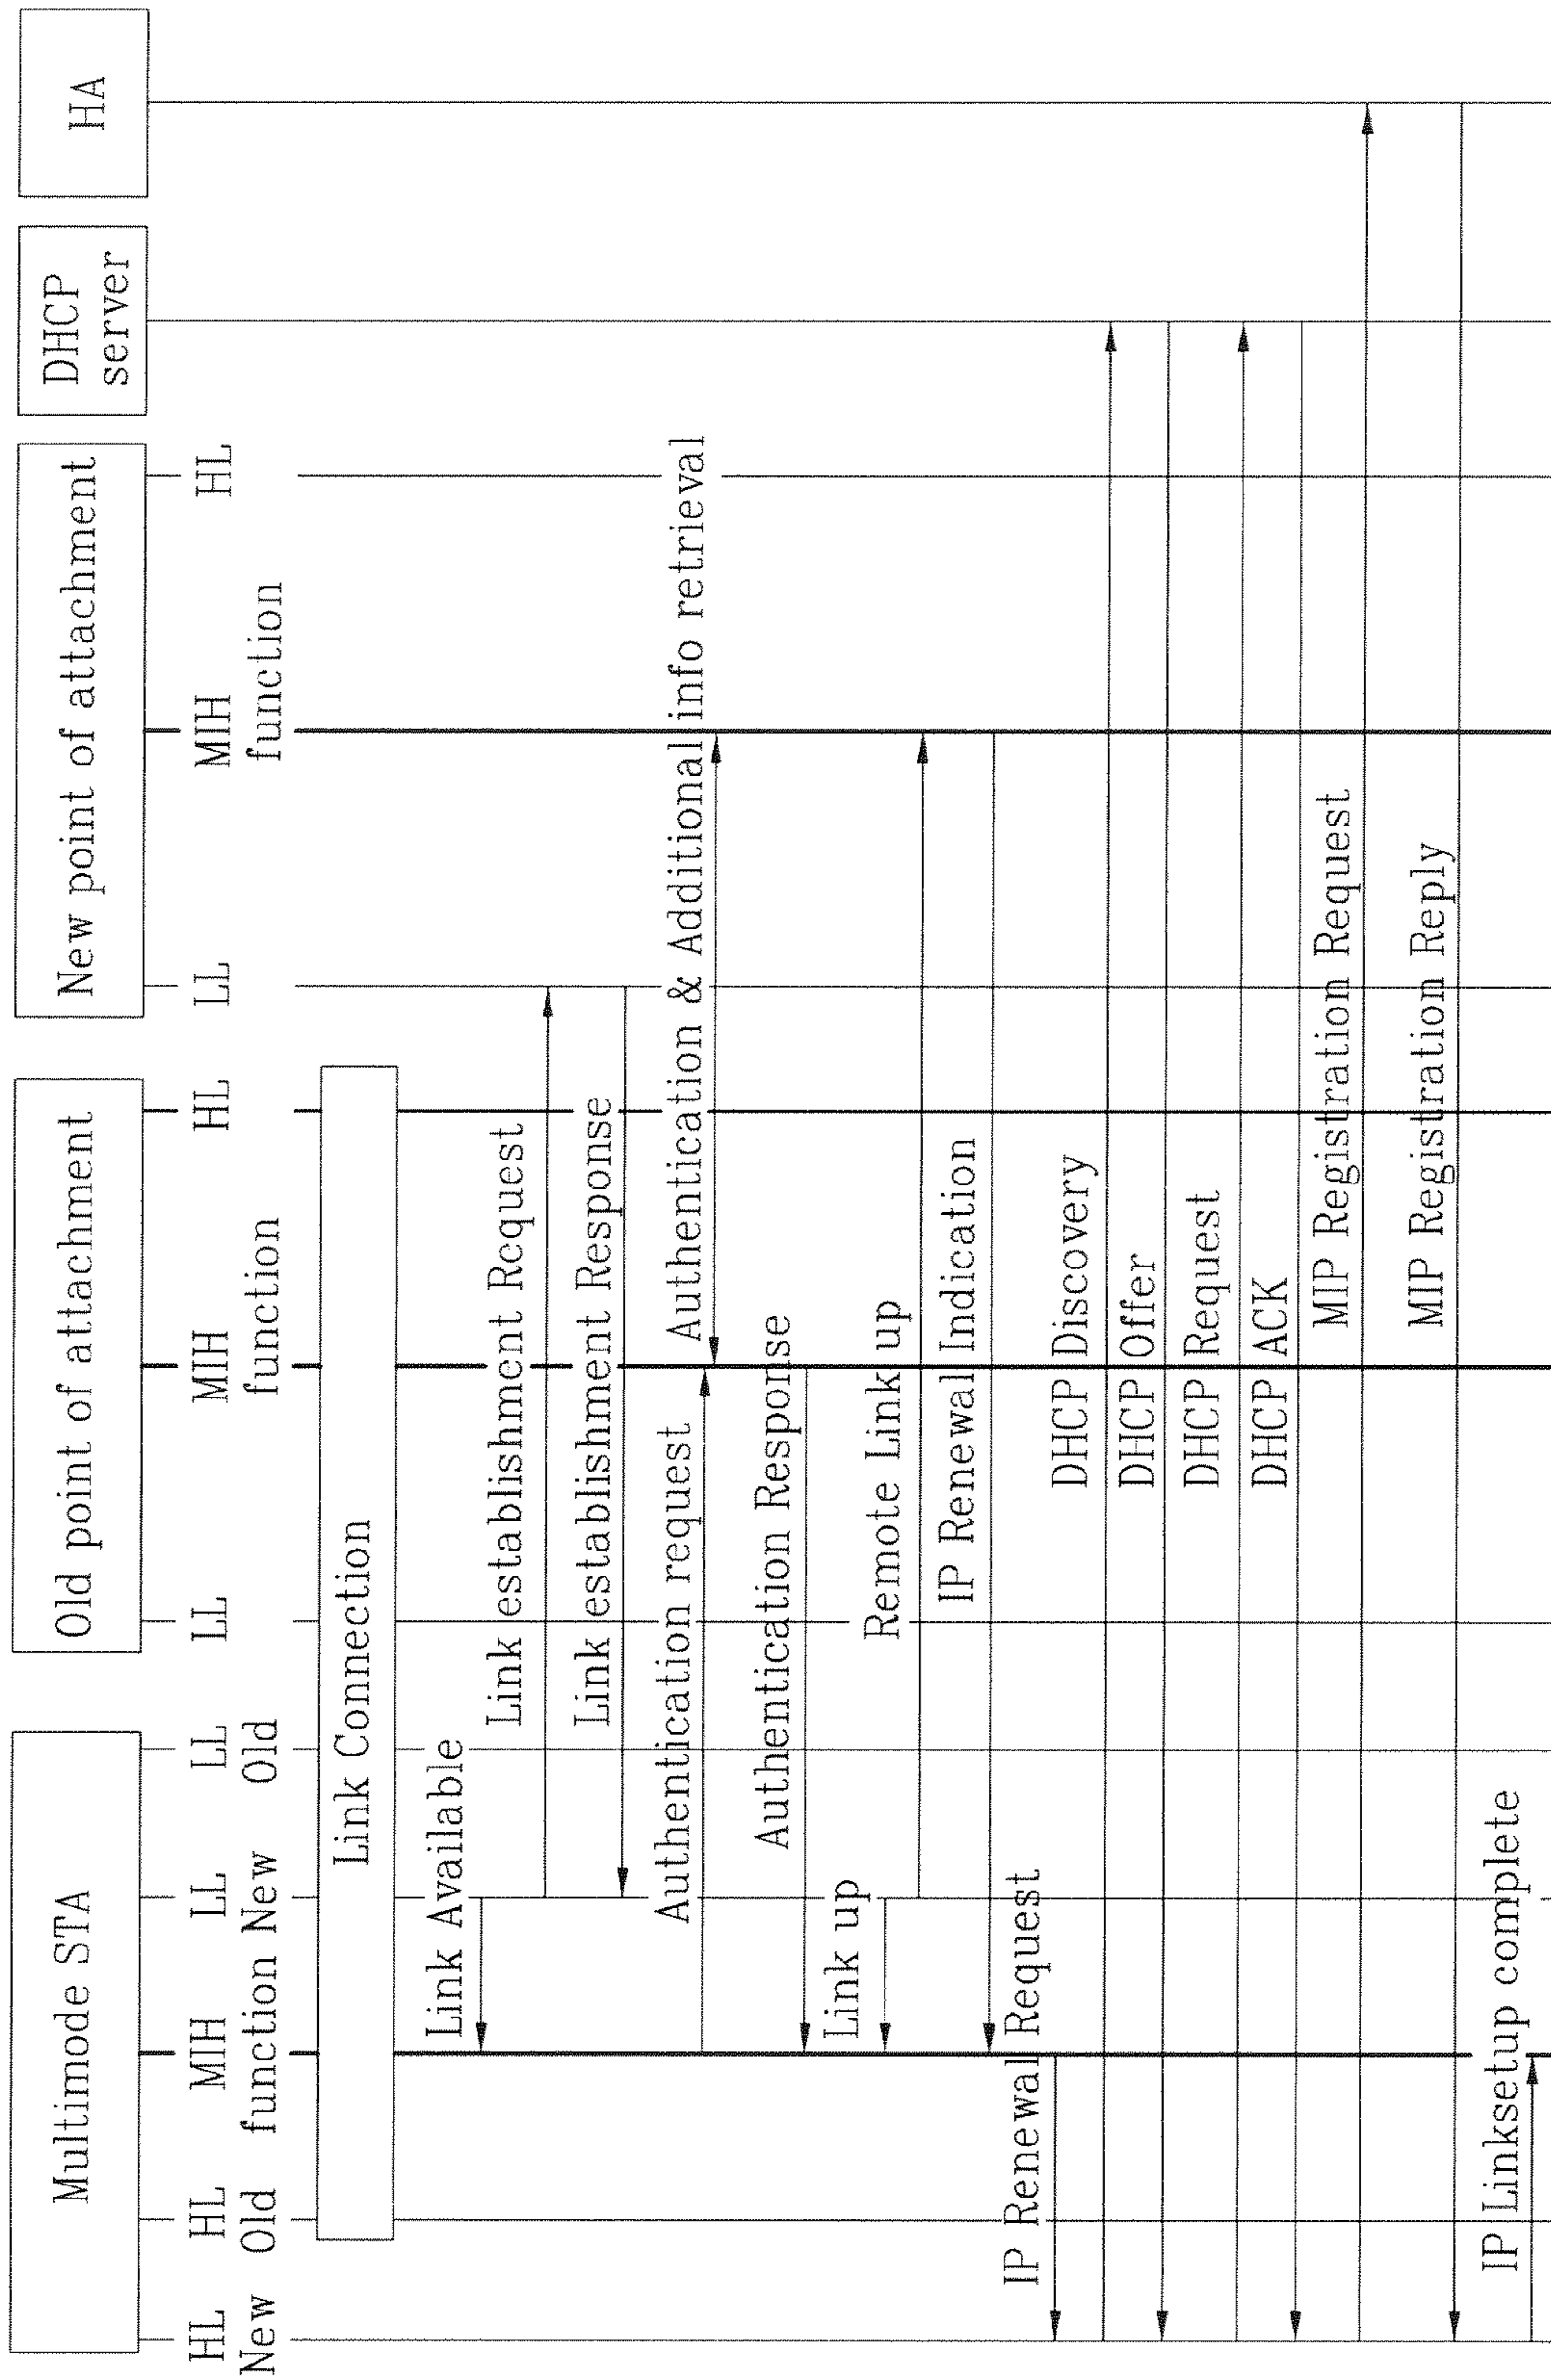 Multimode STA
Old point of attachment
New point of attachment
DHCP
server
HA
HL
New
HL
Old
MIH
function
LL
New
LL
Old
LL
MIH
function
HL
LL
MIH
function
HL
Link Connection
Link Available
Link establishment Rcquest
Link establishment Response
Authentication request
Authentication & Additional info retrieval
Authentication Response
Link up
Remote Link up
IP Renewal Indication
IP Renewal Request
DHCP Discovery
DHCP Offer
DHCP Request
DHCP ACK
MIP Registration Request
MIP Registration Reply
IP Linksetup complete